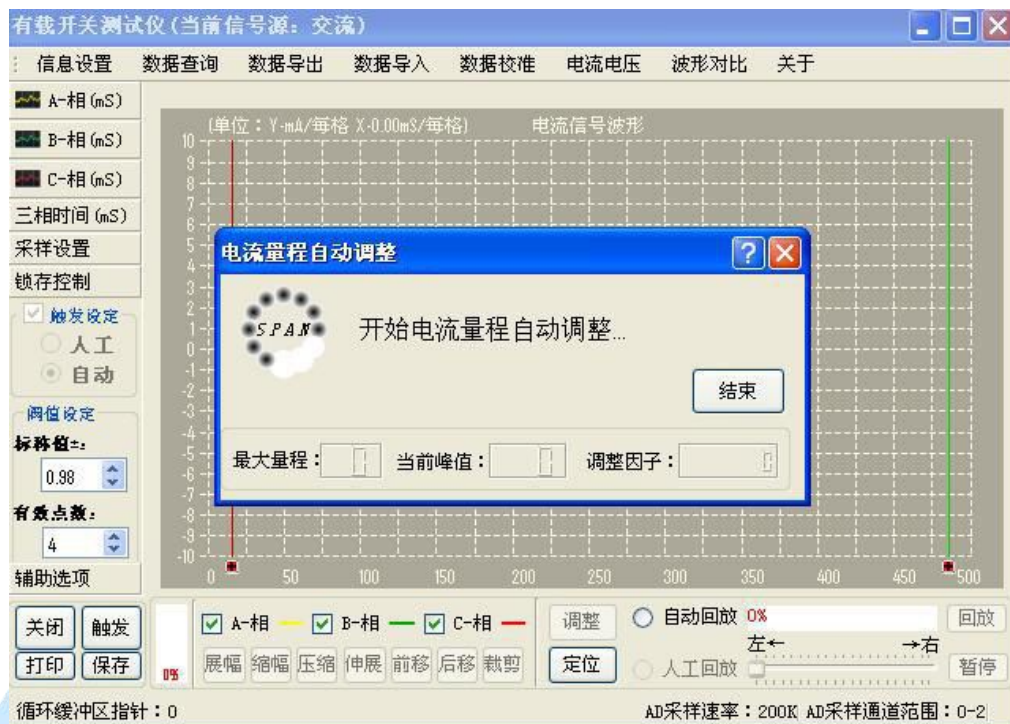 有载开关测试仪(当前信号源：交流)
信息设置 数据查询 数据导出 数据导入 数据校准 电流电压 波形对比 关于
A-相(mS)
B-相(mS)
C-相(mS)
三相时间(mS)
采样设置
锁存控制
触发设定
人工
自动
阀值设定
标称值±:
0.98
有效点数:
4
辅助选项
(单位：Y-mA/每格 X-0.00mS/每格) 电流信号波形
10
9
8
7
6
5
4
3
2
1
0
-1
-2
-3
-4
-5
-6
-7
-8
-9
-10
0 50 100 150 200 250 300 350 400 450 500
电流量程自动调整
SPAN
开始电流量程自动调整...
结束
最大量程： 0 当前峰值： 0 调整因子： 0
关闭 触发
打印 保存
0%
A-相 B-相 C-相
展幅 缩幅 压缩 伸展 前移 后移 裁剪
调整
定位
自动回放 0% 回放
左← →右
人工回放 暂停
循环缓冲区指针：0 AD采样速率：200K AD采样通道范围：0-2